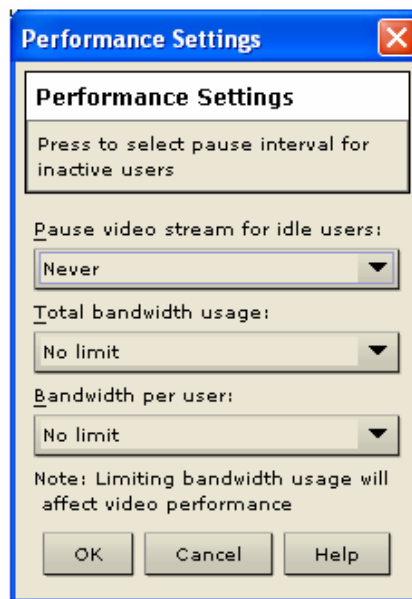 Performance Settings
Performance Settings
Press to select pause interval for
inactive users
Pause video stream for idle users:
Never
Total bandwidth usage:
No limit
Bandwidth per user:
No limit
Note: Limiting bandwidth usage will
affect video performance
OK Cancel Help